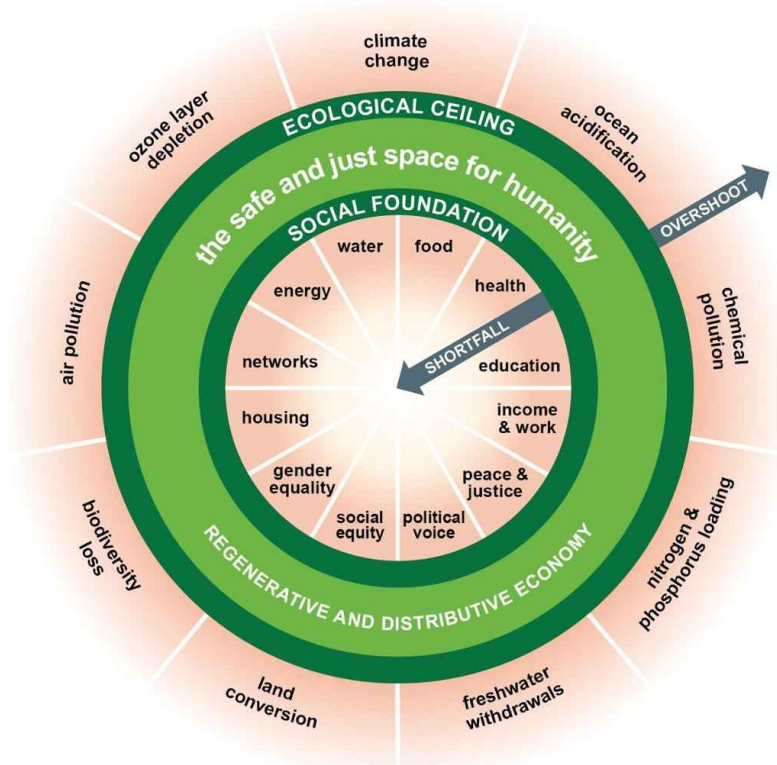 climate
change
ocean
acidification
chemical
pollution
nitrogen &
phosphorus loading
freshwater
withdrawals
land
conversion
biodiversity
loss
air pollution
ozone layer
depletion
OVERSHOOT
ECOLOGICAL CEILING
the safe and just space for humanity
SOCIAL FOUNDATION
water
food
health
SHORTFALL
education
income
& work
peace &
justice
political
voice
social
equity
gender
equality
housing
networks
energy
REGENERATIVE AND DISTRIBUTIVE ECONOMY